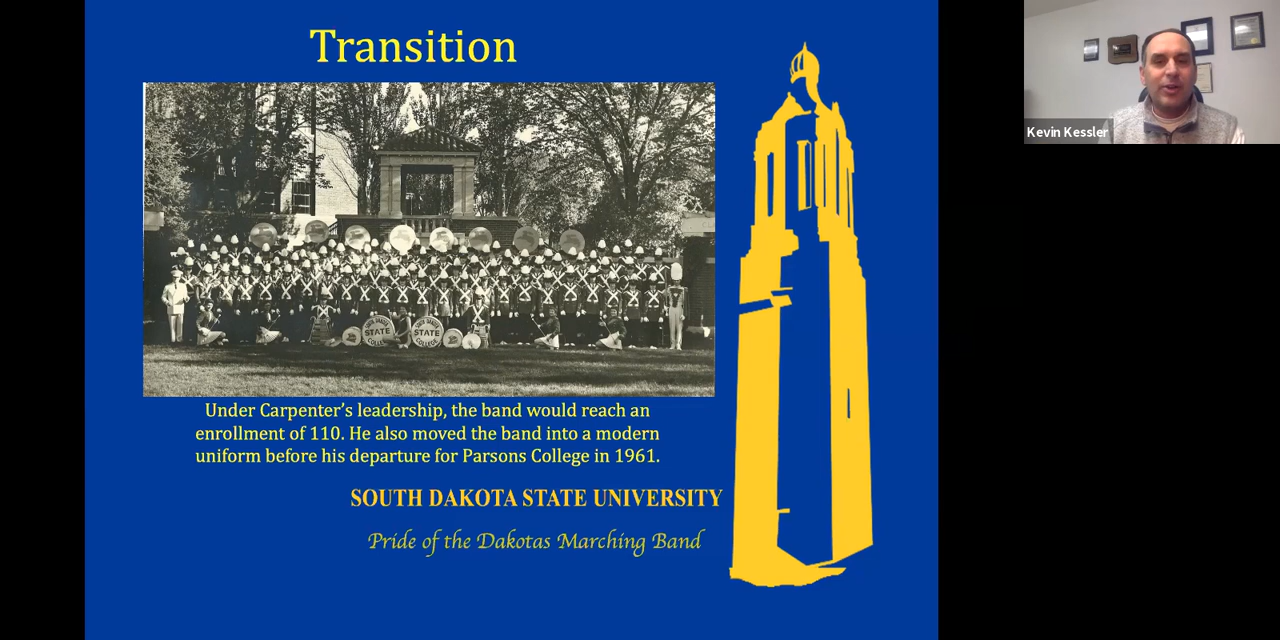 Transition
Kevin Kessler
STATE
STATE
Under Carpenter's leadership, the band would reach an
enrollment of 110. He also moved the band into a modern
uniform before his departure for Parsons College in 1961.
SOUTH DAKOTA STATE UNIVERSITY
Pride of the Dakotas Marching Band